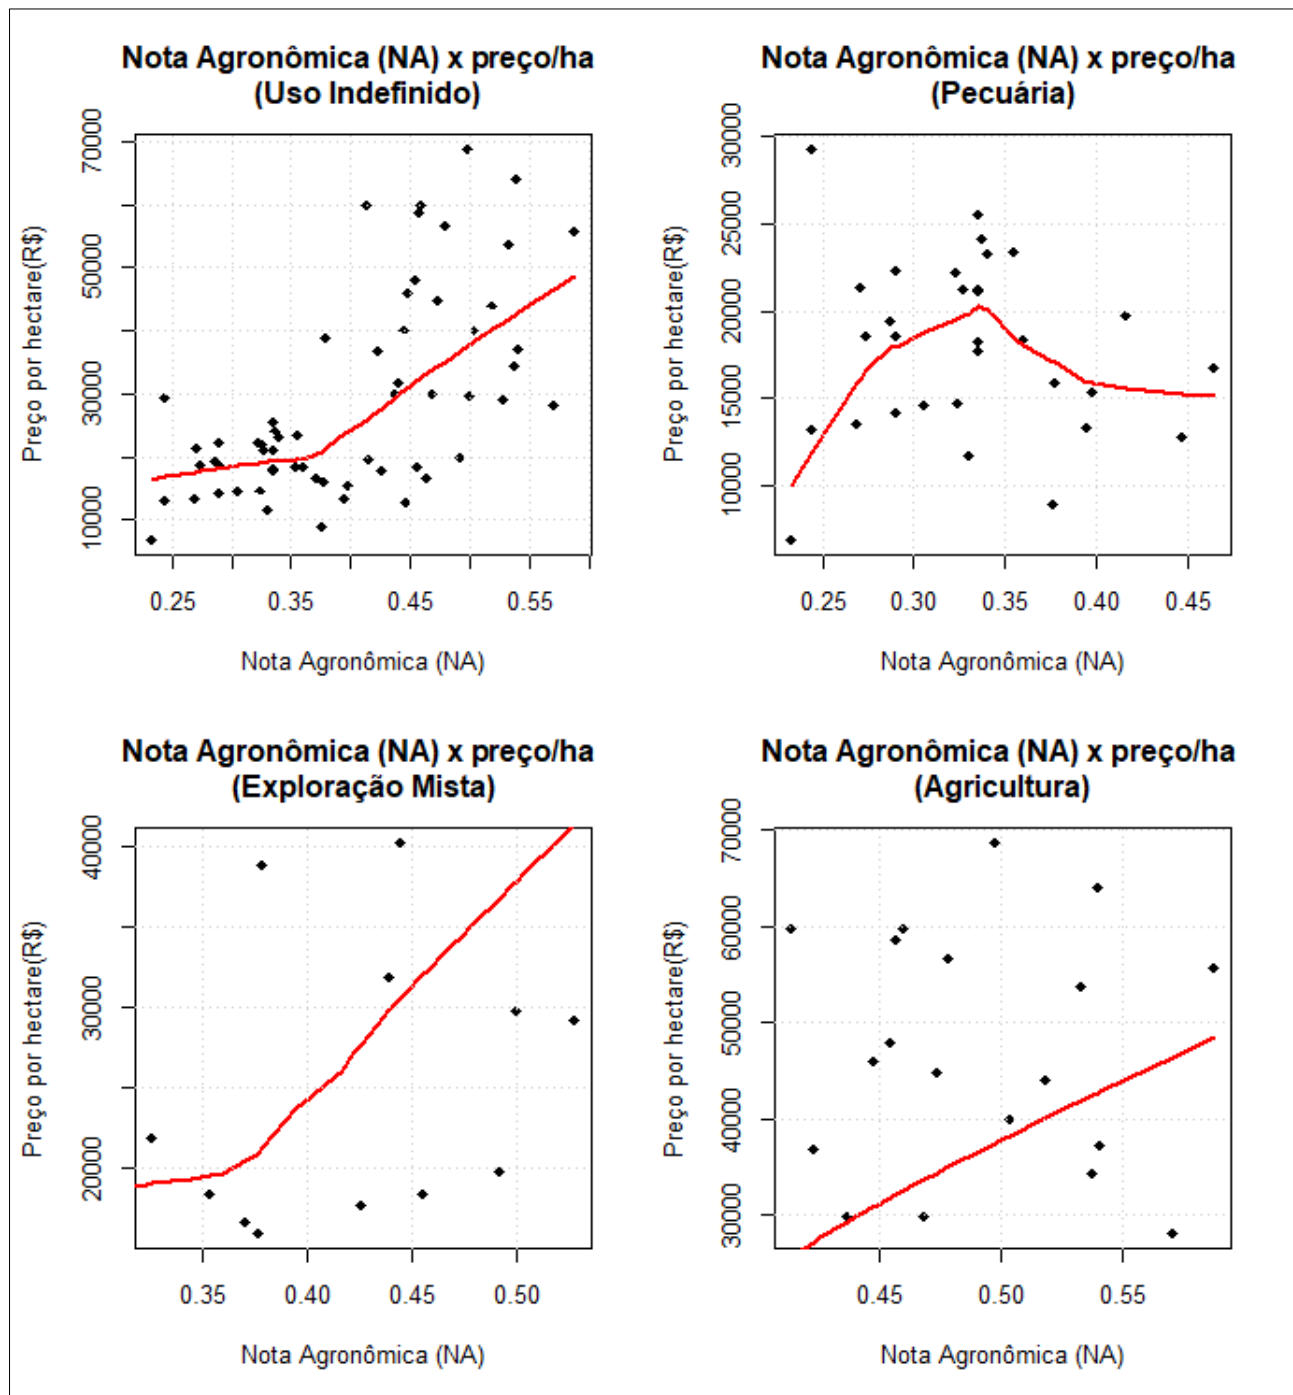 Nota Agronômica (NA) x preço/ha
(Uso Indefinido)
Preço por hectare(R$)
70000
50000
30000
10000
0.25 0.35 0.45 0.55
Nota Agronômica (NA)
Nota Agronômica (NA) x preço/ha
(Pecuária)
Preço por hectare(R$)
30000
25000
20000
15000
10000
0.25 0.30 0.35 0.40 0.45
Nota Agronômica (NA)
Nota Agronômica (NA) x preço/ha
(Exploração Mista)
Preço por hectare(R$)
40000
30000
20000
0.35 0.40 0.45 0.50
Nota Agronômica (NA)
Nota Agronômica (NA) x preço/ha
(Agricultura)
Preço por hectare(R$)
70000
60000
50000
40000
30000
0.45 0.50 0.55
Nota Agronômica (NA)